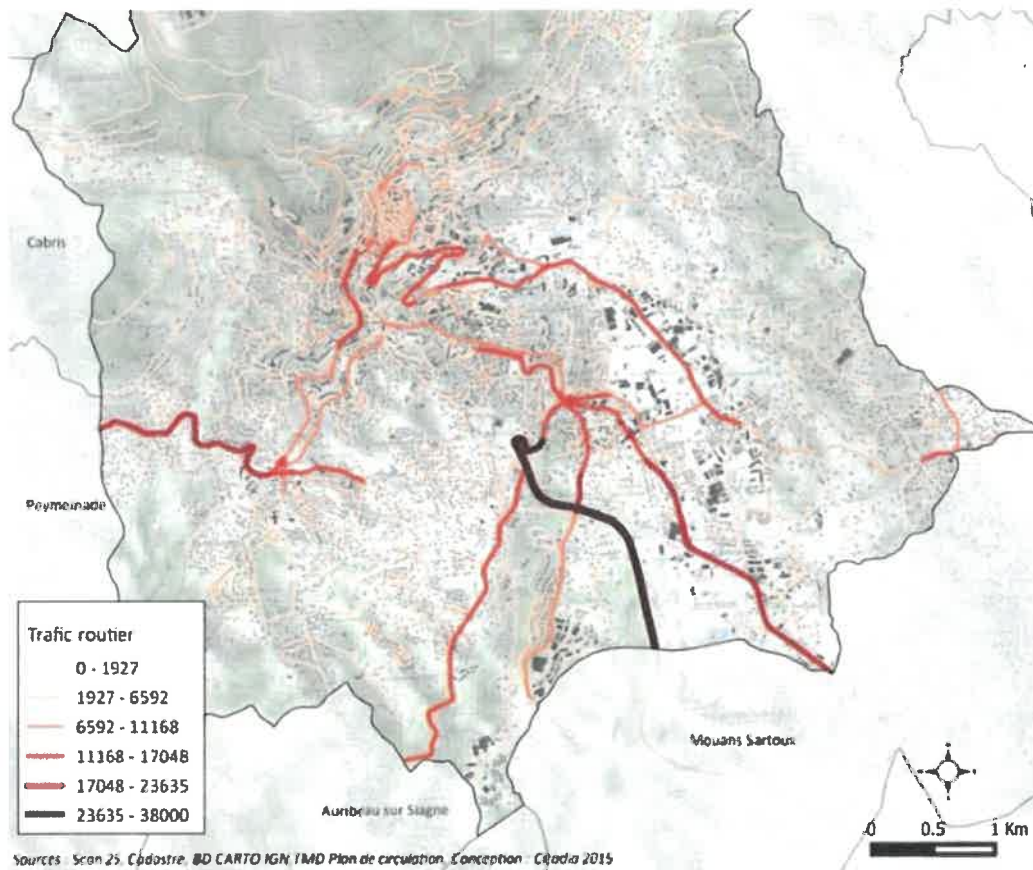 Cabris
Peymeinade
Trafic routier
0 - 1927
1927 - 6592
6592 - 11168
11168 - 17048
17048 - 23635
23635 - 38000
Mouans Sartoux
Auribeau sur Siagne
0 0.5 1 Km
Sources : Scan 25, Cadastre, BD CARTO IGN, TMD Plan de circulation, Conception : Citadia 2015